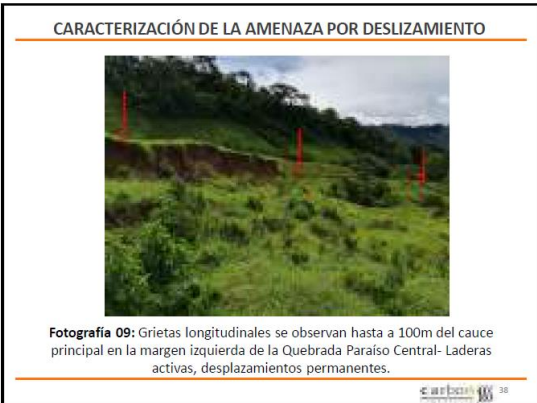 CARACTERIZACIÓN DE LA AMENAZA POR DESLIZAMIENTO
Fotografía 09: Grietas longitudinales se observan hasta a 100m del cauce
principal en la margen izquierda de la Quebrada Paraíso Central- Laderas
activas, desplazamientos permanentes.
38